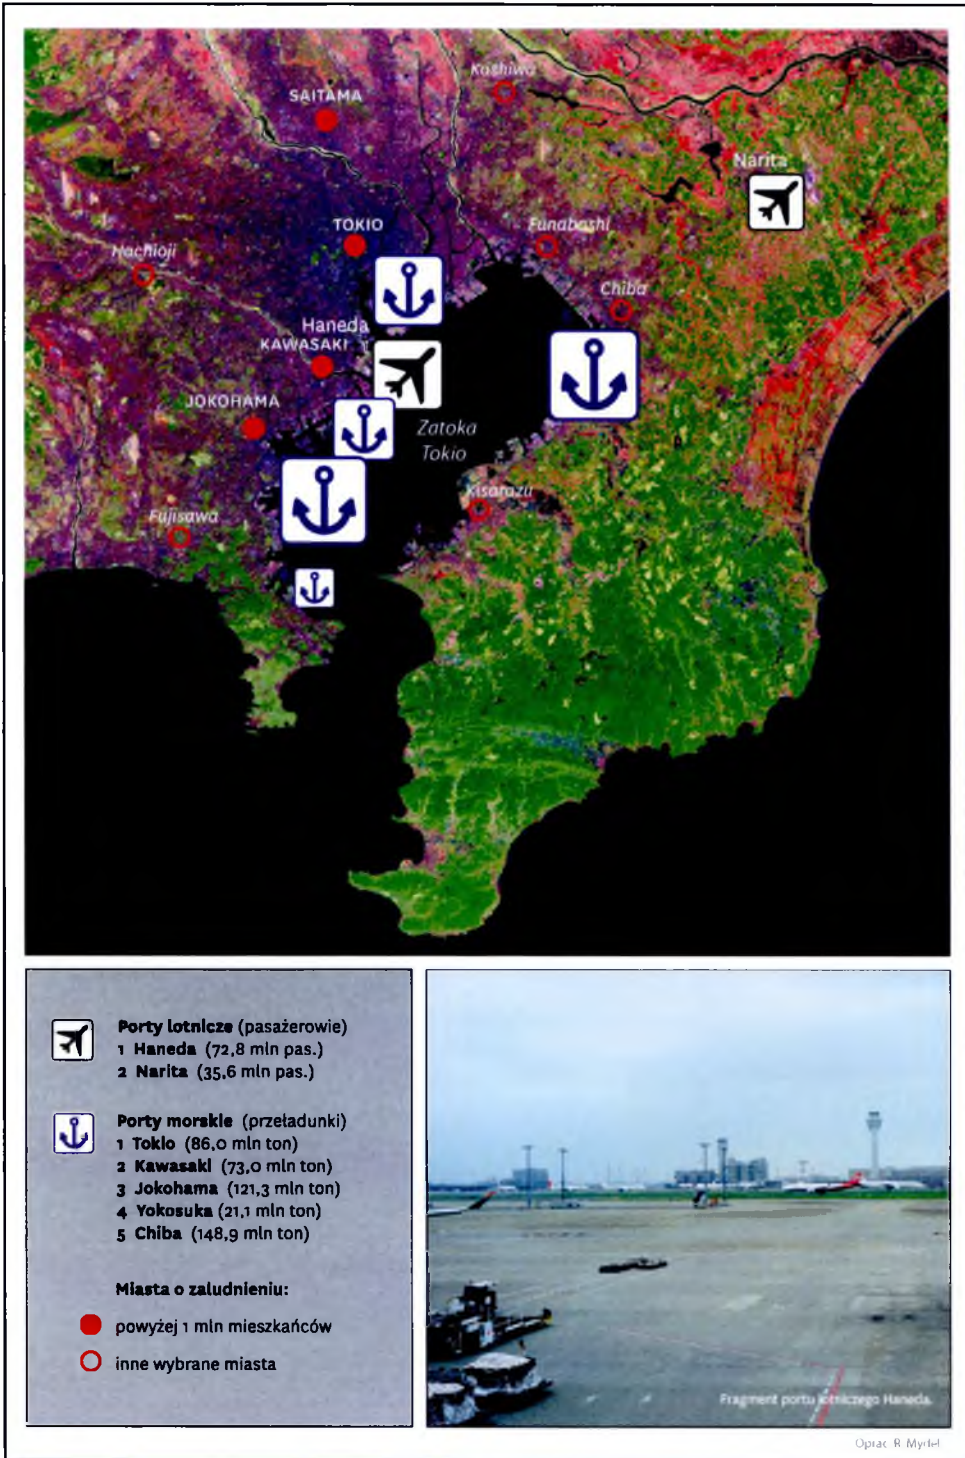 Kashiwa
SAITAMA
Narita
TOKIO
Funabashi
Hachioji
Chiba
Haneda
KAWASAKI
JOKOHAMA
Zatoka
Tokio
Kisarazu
Fujisawa
Porty lotnicze (pasażerowie)
1 Haneda (72,8 mln pas.)
2 Narita (35,6 mln pas.)
Porty morskie (przeładunki)
1 Tokio (86,0 mln ton)
2 Kawasaki (73,0 mln ton)
3 Jokohama (121,3 mln ton)
4 Yokosuka (21,1 mln ton)
5 Chiba (148,9 mln ton)
Miasta o zaludnieniu:
powyżej 1 mln mieszkańców
inne wybrane miasta
Fragment portu lotniczego Haneda.
Oprac. R. Myrfel